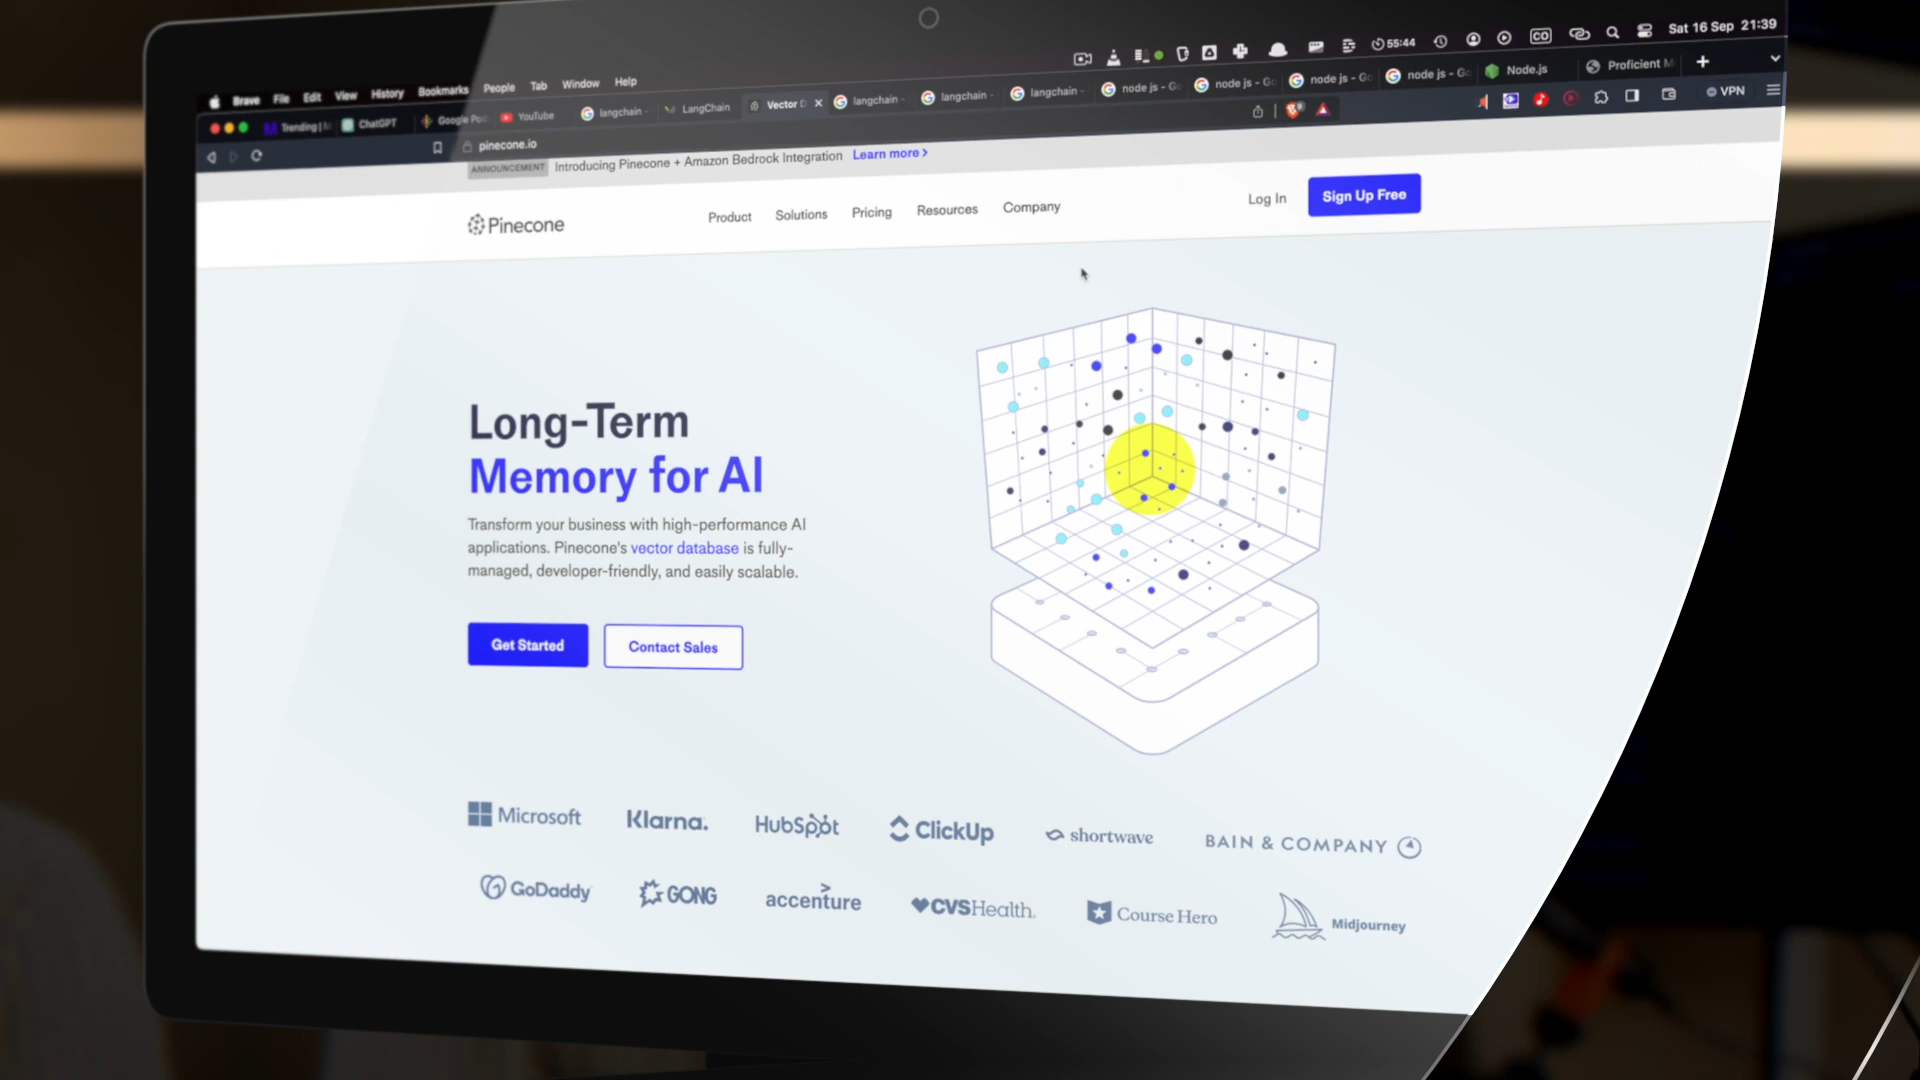 Brave File Edit View History Bookmarks People Tab Window Help
55:44 CO Sat 16 Sep 21:39
ChatGPT YouTube langchain - LangChain Vector D langchain - langchain - langchain - node js - Go node js - Go node js - Go node js - Go Node.js Proficient
pinecone.io
VPN
ANNOUNCEMENT Introducing Pinecone + Amazon Bedrock Integration Learn more >
Pinecone
Product Solutions Pricing Resources Company
Log In Sign Up Free
Long-Term
Memory for AI
Transform your business with high-performance AI
applications. Pinecone's vector database is fully-
managed, developer-friendly, and easily scalable.
Get Started Contact Sales
Microsoft Klarna. HubSpot ClickUp shortwave BAIN & COMPANY
GoDaddy GONG accenture CVSHealth. Course Hero Midjourney